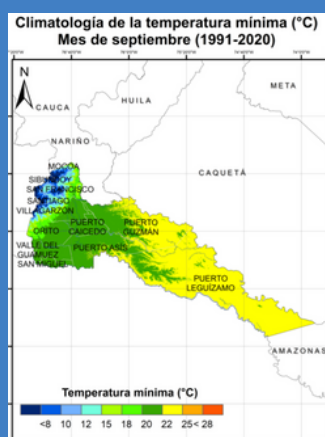 Climatología de la temperatura mínima (°C)
Mes de septiembre (1991-2020)
N
META
HUILA
CAUCA
NARIÑO
CAQUETÁ
MOCOA
SIBUNDOY
SAN FRANCISCO
SANTIAGO
VILLAGARZÓN
PUERTO
CAICEDO
PUERTO
GUZMÁN
ORITO
VALLE DEL
GUAMUEZ
PUERTO ASÍS
SAN MIGUEL
PUERTO
LEGUÍZAMO
AMAZONAS
Temperatura mínima (°C)
<8 10 12 15 18 20 22 25< 28